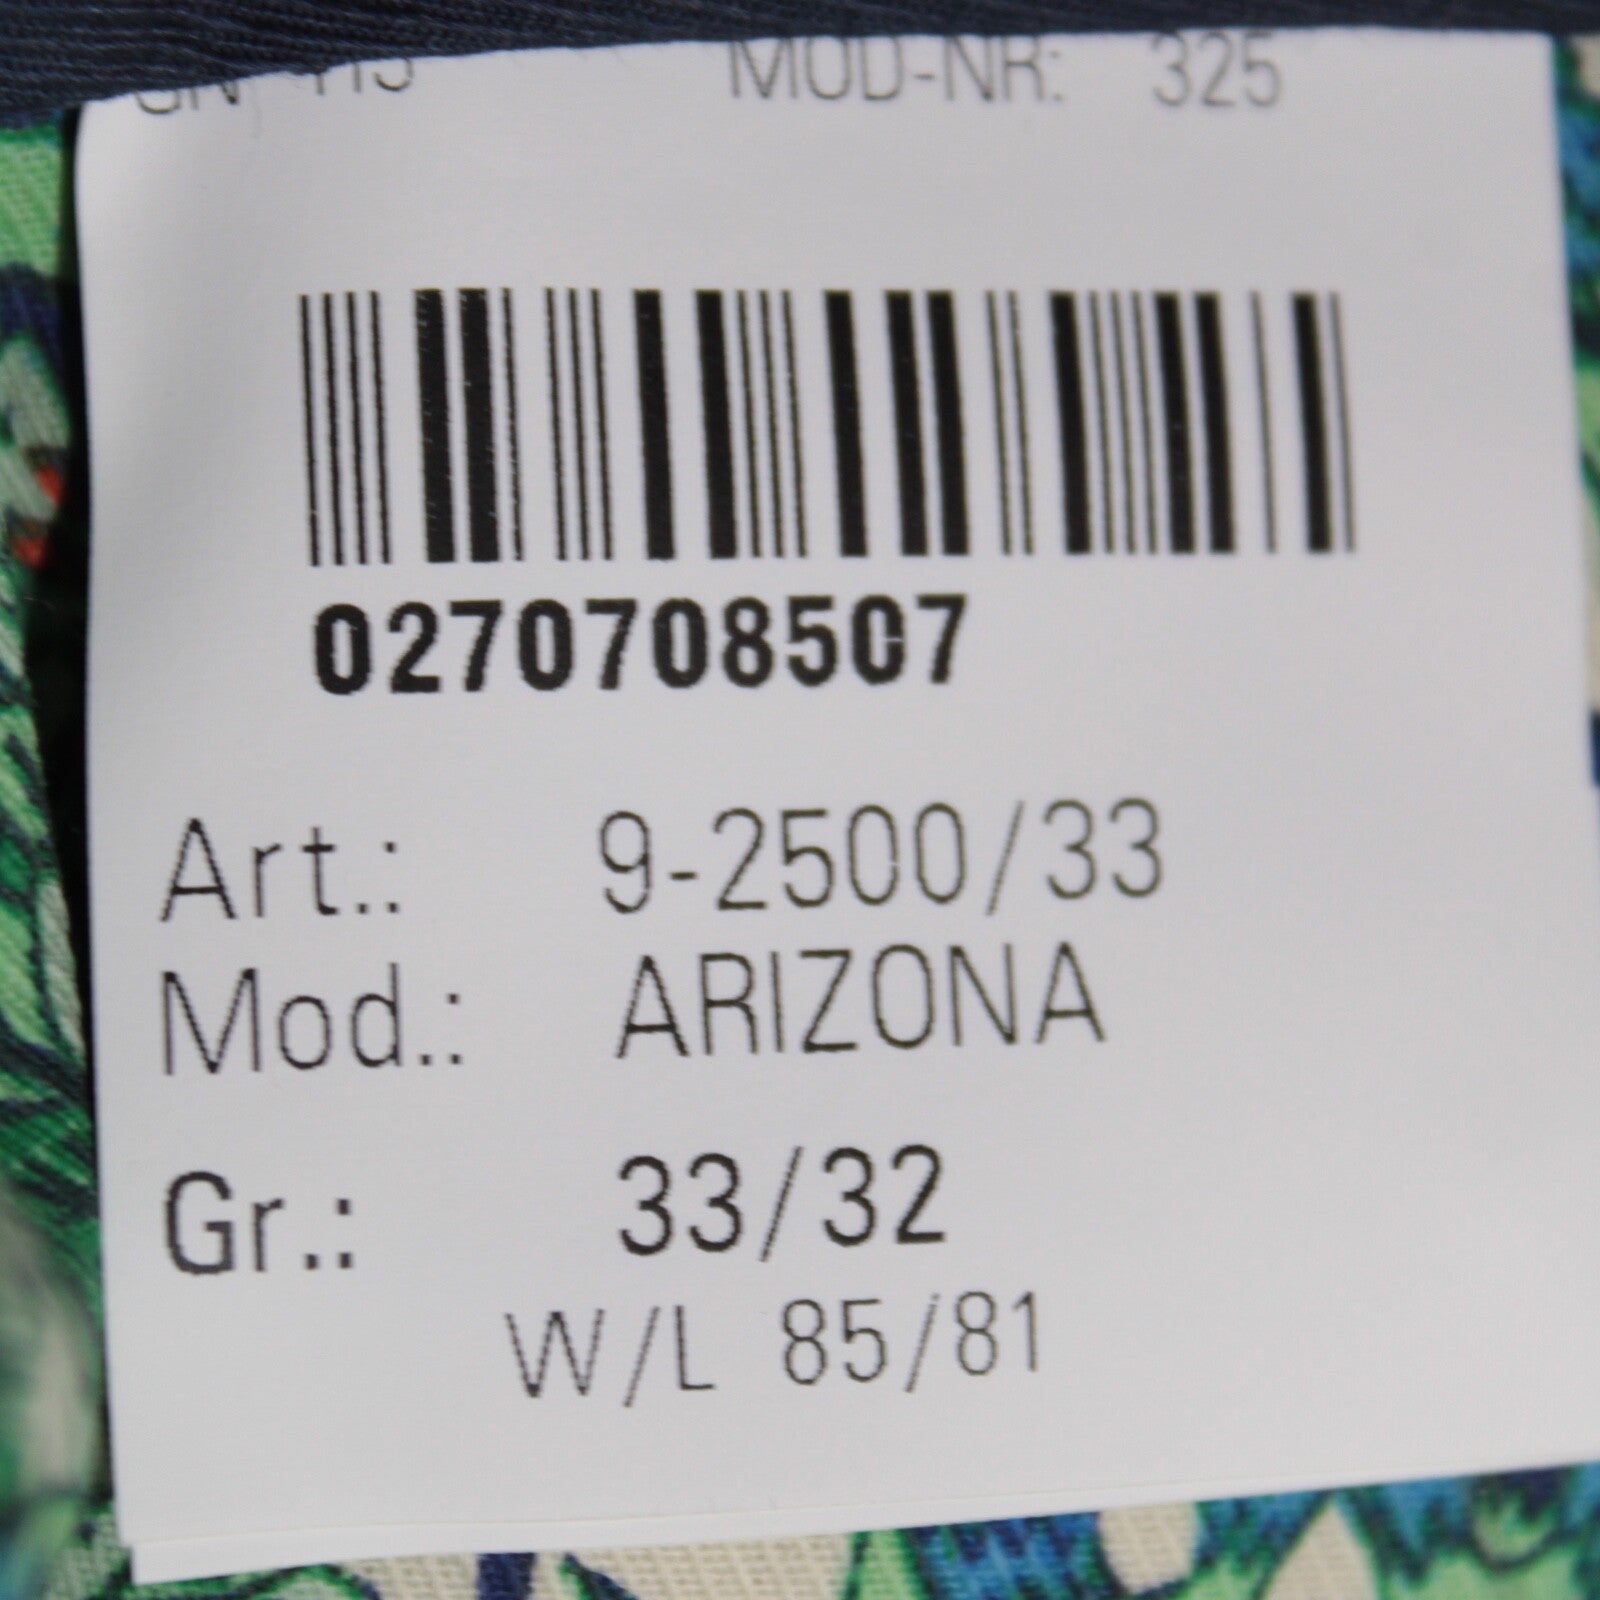 MOD-NR: 325
0270708507
Art.: 9-2500/33
Mod.: ARIZONA
Gr.: 33/32
W/L 85/81